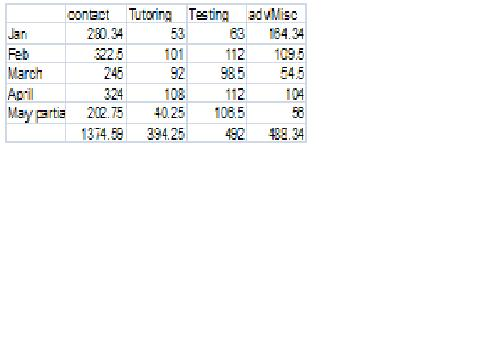 contact Tutoring Testing adv/Misc
Jan 280.34 53 63 164.34
Feb 322.5 101 112 109.5
March 245 92 98.5 54.5
April 324 108 112 104
May partia 202.75 40.25 106.5 56
1374.59 394.25 492 488.34